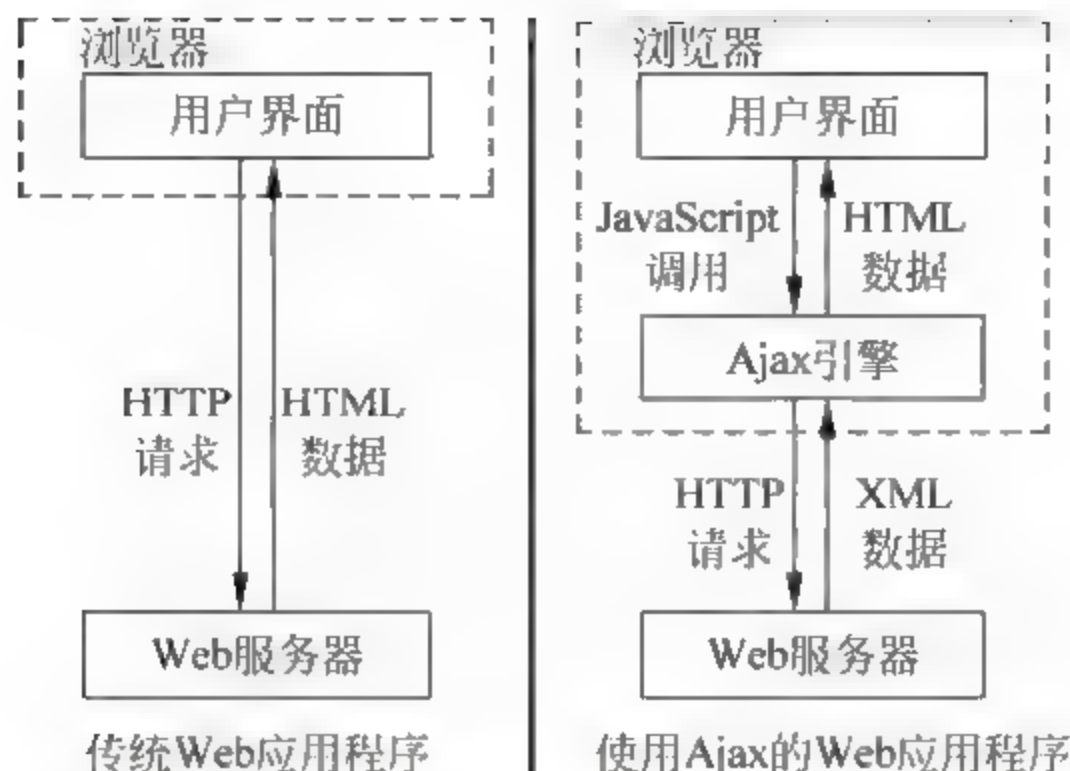 浏览器
用户界面
HTTP
请求
HTML
数据
Web服务器
传统Web应用程序
浏览器
用户界面
JavaScript
调用
HTML
数据
Ajax引擎
HTTP
请求
XML
数据
Web服务器
使用Ajax的Web应用程序